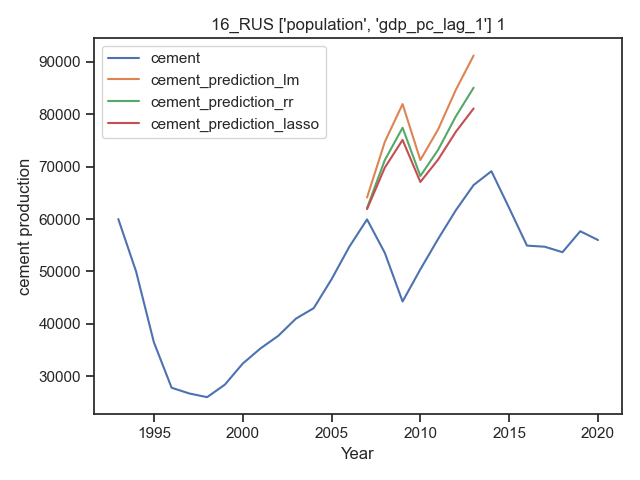 16_RUS ['population', 'gdp_pc_lag_1'] 1
cement
cement_prediction_lm
cement_prediction_rr
cement_prediction_lasso
90000
80000
70000
60000
50000
40000
30000
cement production
1995 2000 2005 2010 2015 2020
Year